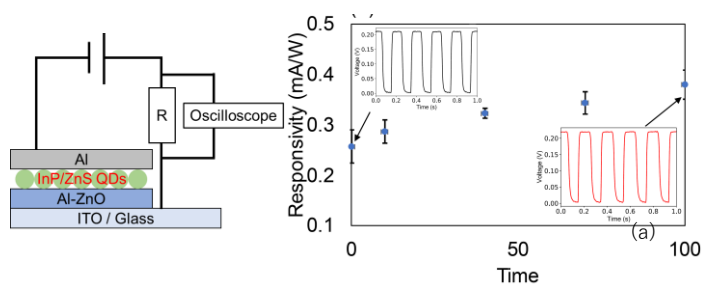 R
Oscilloscope
Al
InP/ZnS QDs
Al-ZnO
ITO / Glass
Responsivity (mA/W)
0.5
0.4
0.3
0.2
0.1
0
50
100
Time
Voltage (V)
0.20
0.15
0.10
0.05
0.00
0.0 0.2 0.4 0.6 0.8 1.0
Time (s)
Voltage (V)
0.20
0.15
0.10
0.05
0.00
0.0 0.2 0.4 0.6 0.8 1.0
Time (s)
(a)